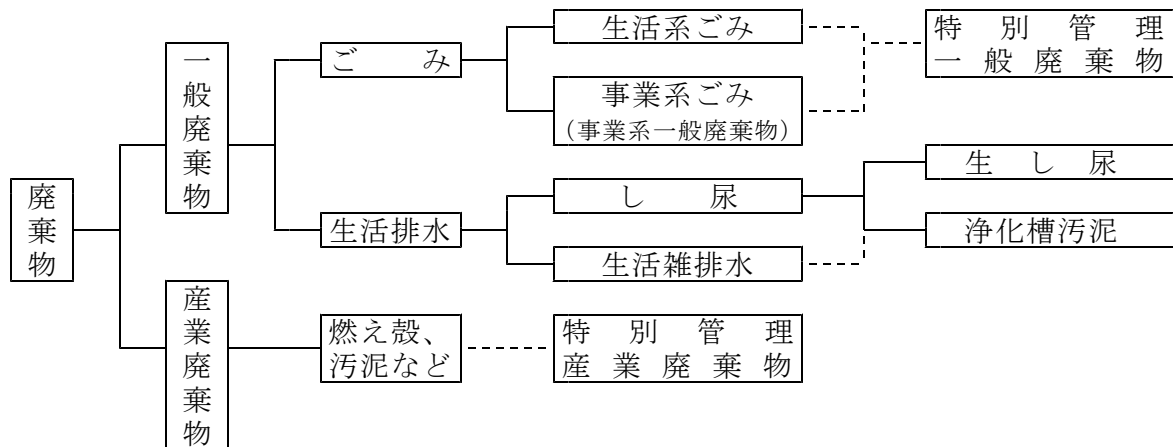 廃棄物
一般廃棄物
産業廃棄物
ごみ
生活排水
燃え殻、
汚泥など
生活系ごみ
事業系ごみ
（事業系一般廃棄物）
し尿
生活雑排水
特別管理
産業廃棄物
特別管理
一般廃棄物
生し尿
浄化槽汚泥